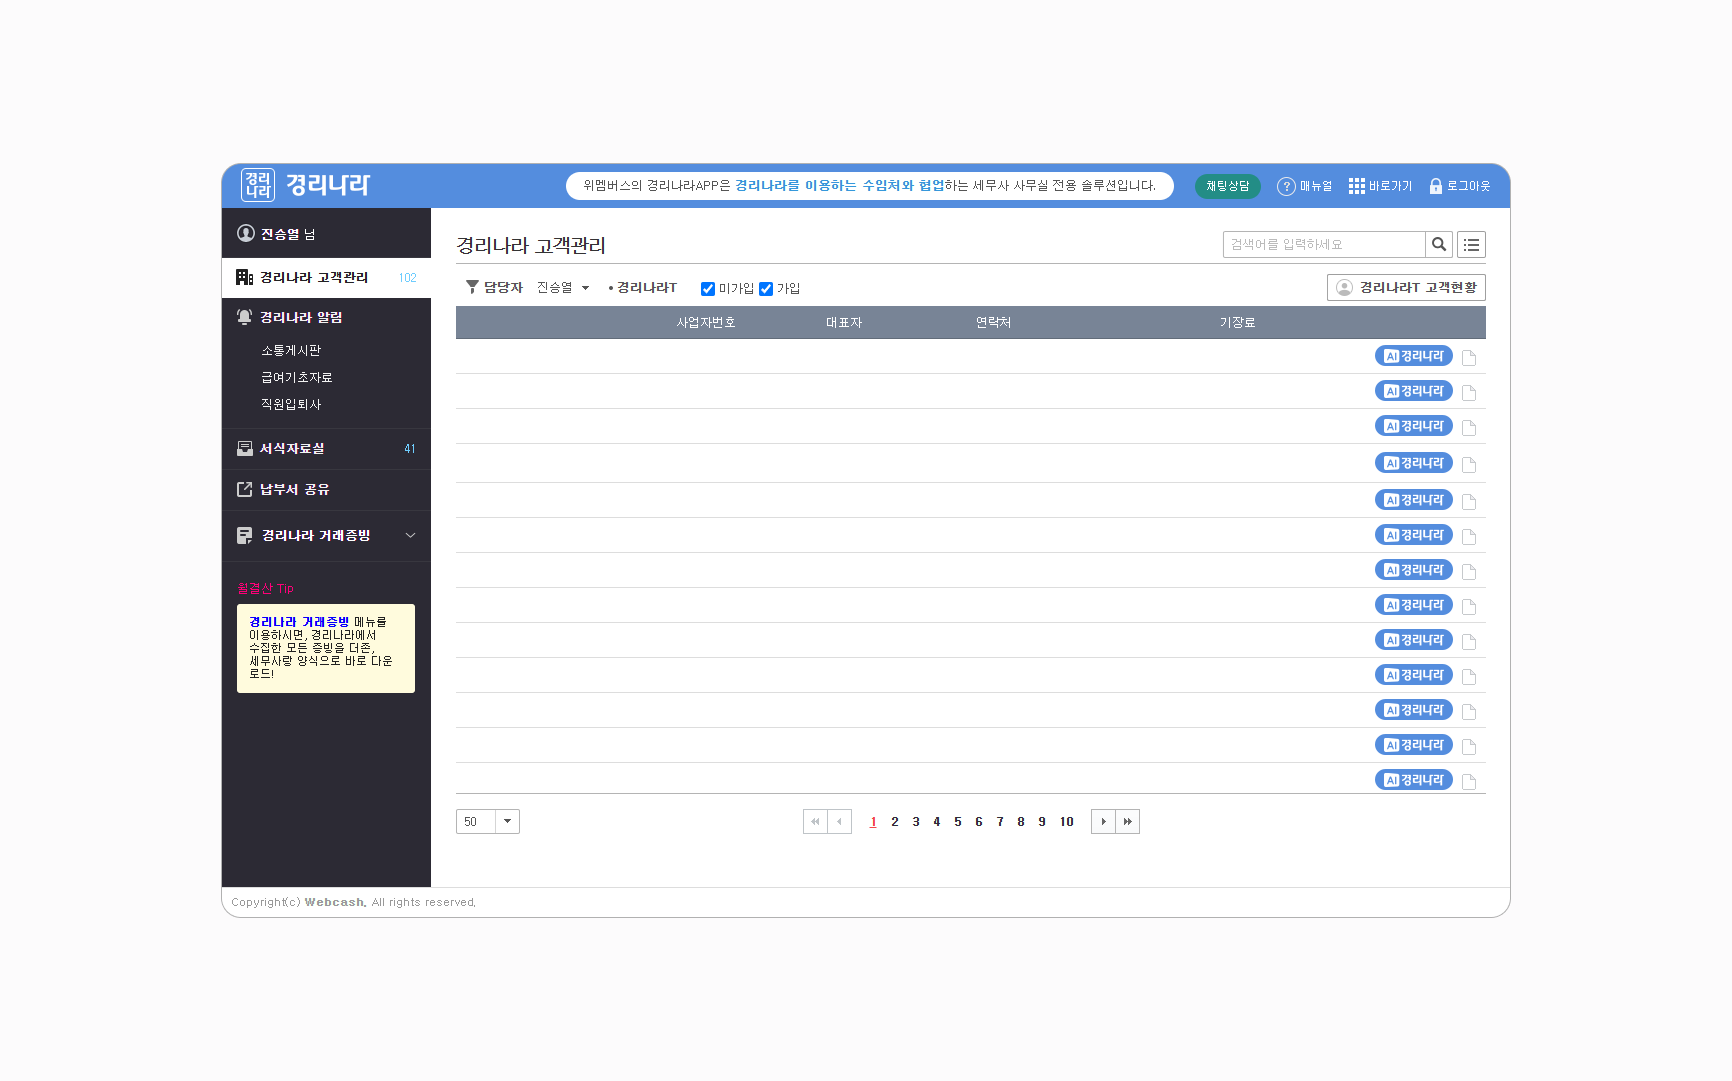 경리
나라 경리나라
위멤버스의 경리나라APP은 경리나라를 이용하는 수임처와 협업하는 세무사 사무실 전용 솔루션입니다.
채팅상담
? 매뉴얼
바로가기
로그아웃
진승열 님
경리나라 고객관리 102
경리나라 알림
소통게시판
급여기초자료
직원입퇴사
서식자료실 41
납부서 공유
경리나라 거래증빙
월결산 Tip
경리나라 거래증빙 메뉴를
이용하시면, 경리나라에서
수집한 모든 증빙을 더존,
세무사랑 양식으로 바로 다운
로드!
경리나라 고객관리
검색어를 입력하세요
담당자 진승열 • 경리나라T 미가입 가입
경리나라T 고객현황
사업자번호 대표자 연락처 기장료
AI 경리나라
AI 경리나라
AI 경리나라
AI 경리나라
AI 경리나라
AI 경리나라
AI 경리나라
AI 경리나라
AI 경리나라
AI 경리나라
AI 경리나라
AI 경리나라
AI 경리나라
50
1 2 3 4 5 6 7 8 9 10
Copyright(c) Webcash. All rights reserved.